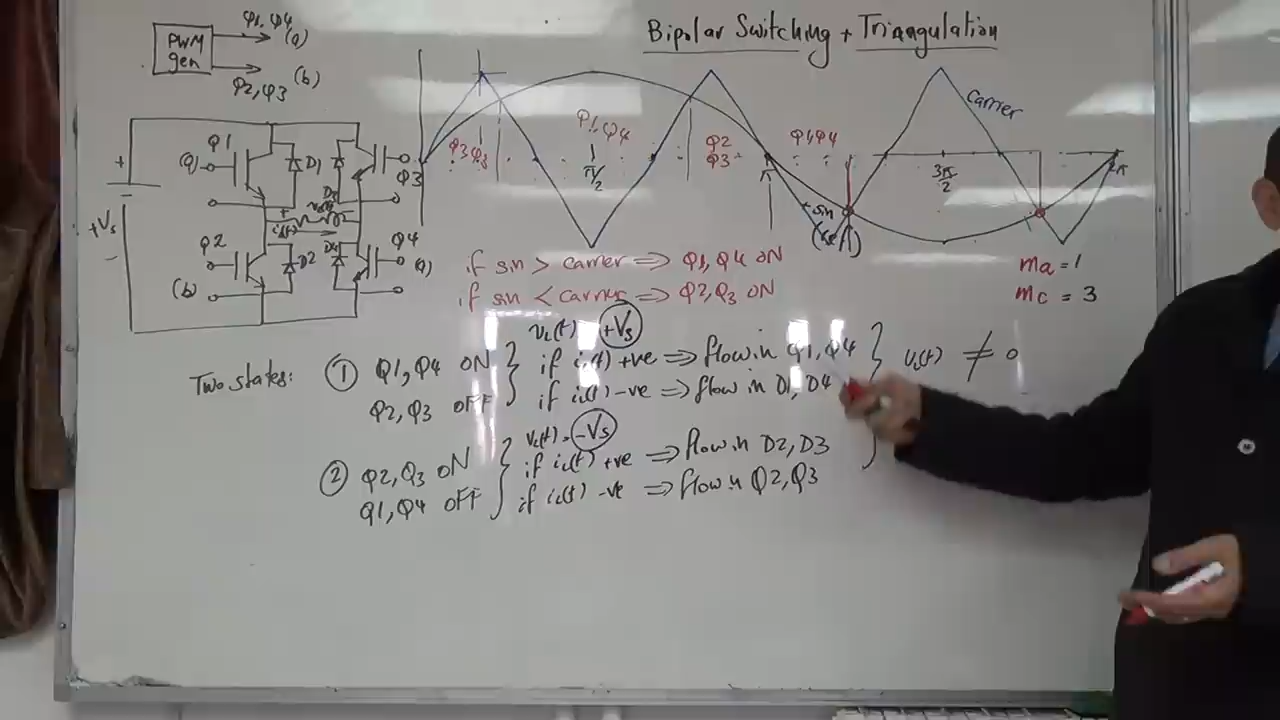 Bipolar Switching + Triangulation
PWM gen
Q1, Q4 (a)
Q2, Q3 (b)
Q1
D1
Q3
+
+Vs
-
Q2
D2
Q4
(b)
Carrier
Q1, Q4
π/2
Q2
Q3
π
3π/2
2π
sin
if sin > carrier ⇒ Q1, Q4 ON
if sin < carrier ⇒ Q2, Q3 ON
ma = 1
mc = 3
Two states:
① Q1, Q4 ON
Q2, Q3 OFF
+Vs
if iL(t) +ve ⇒ flow in Q1, Q4
if iL(t) -ve ⇒ flow in D1, D4
vL(t) ≠ 0
② Q2, Q3 ON
Q1, Q4 OFF
vL(t) = -Vs
if iL(t) +ve ⇒ flow in D2, D3
if iL(t) -ve ⇒ flow in Q2, Q3